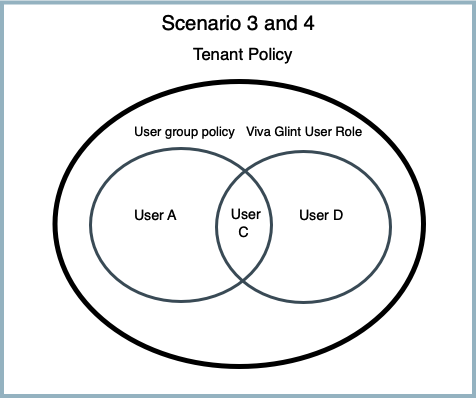 Scenario 3 and 4
Tenant Policy
User group policy
Viva Glint User Role
User A
User
C
User D